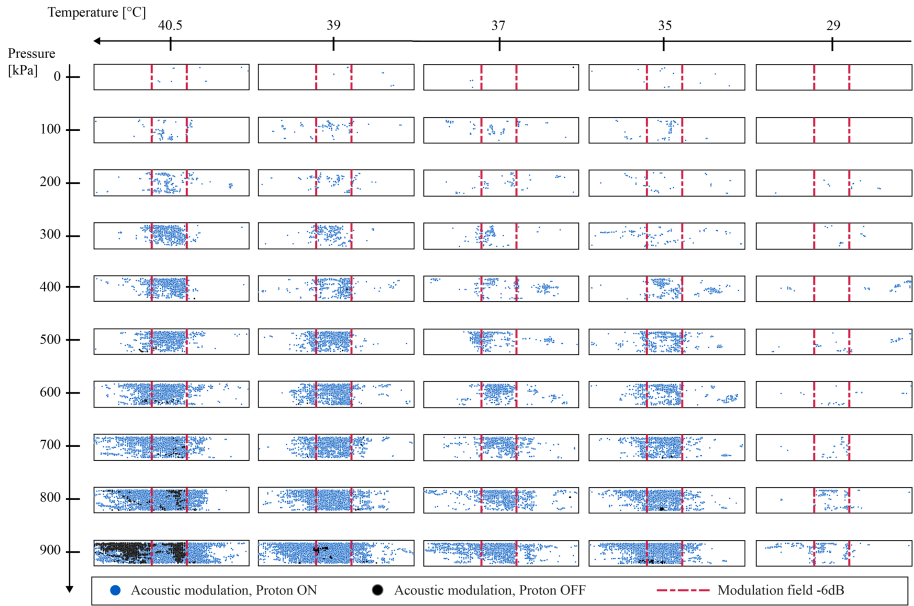 Temperature [°C]
40.5 39 37 35 29
Pressure
[kPa]
0
100
200
300
400
500
600
700
800
900
Acoustic modulation, Proton ON Acoustic modulation, Proton OFF Modulation field -6dB